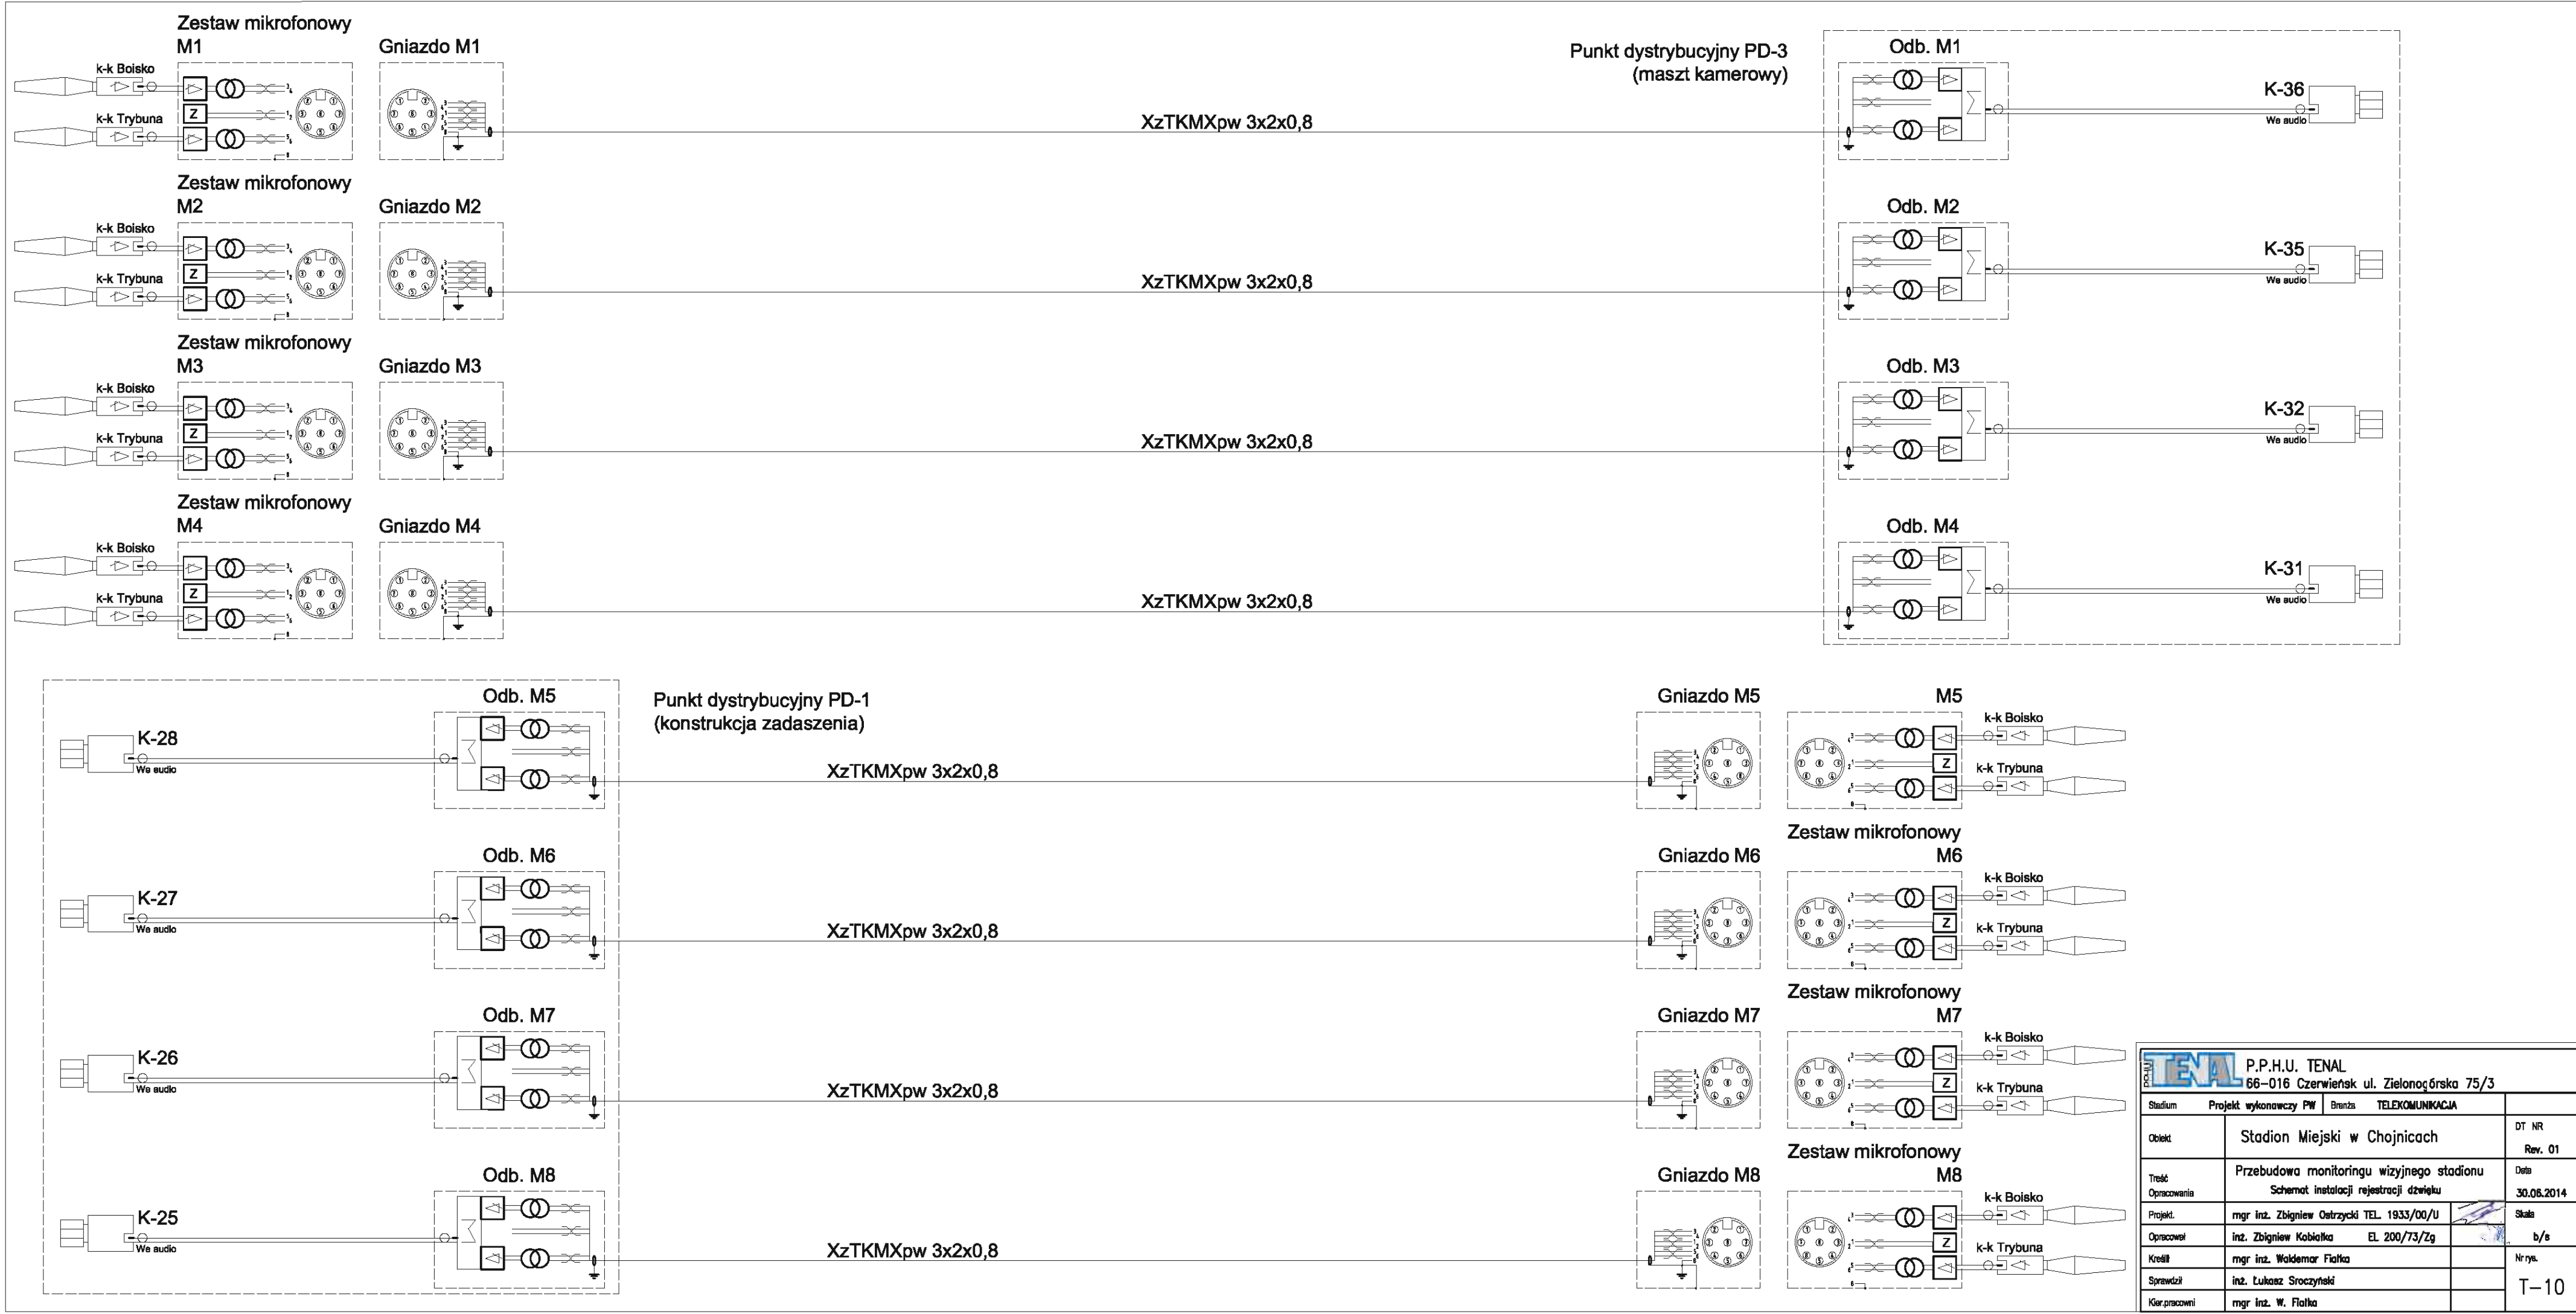 Zestaw mikrofonowy
M1
Gniazdo M1
k-k Boisko
k-k Trybuna
Z
XzTKMXpw 3x2x0,8
Punkt dystrybucyjny PD-3
(maszt kamerowy)
Odb. M1
K-36
We audio
Zestaw mikrofonowy
M2
Gniazdo M2
k-k Boisko
k-k Trybuna
Z
XzTKMXpw 3x2x0,8
Odb. M2
K-35
We audio
Zestaw mikrofonowy
M3
Gniazdo M3
k-k Boisko
k-k Trybuna
Z
XzTKMXpw 3x2x0,8
Odb. M3
K-32
We audio
Zestaw mikrofonowy
M4
Gniazdo M4
k-k Boisko
k-k Trybuna
Z
XzTKMXpw 3x2x0,8
Odb. M4
K-31
We audio
Odb. M5
K-28
We audio
Punkt dystrybucyjny PD-1
(konstrukcja zadaszenia)
XzTKMXpw 3x2x0,8
Gniazdo M5
M5
k-k Boisko
Z
k-k Trybuna
Odb. M6
K-27
We audio
XzTKMXpw 3x2x0,8
Zestaw mikrofonowy
Gniazdo M6
M6
k-k Boisko
Z
k-k Trybuna
Odb. M7
K-26
We audio
XzTKMXpw 3x2x0,8
Zestaw mikrofonowy
Gniazdo M7
M7
k-k Boisko
Z
k-k Trybuna
Odb. M8
K-25
We audio
XzTKMXpw 3x2x0,8
Zestaw mikrofonowy
Gniazdo M8
M8
k-k Boisko
Z
k-k Trybuna
PPHU TENAL
P.P.H.U. TENAL
66-016 Czerwieńsk ul. Zielonogórska 75/3
Stadium Projekt wykonawczy PW Branża TELEKOMUNIKACJA
Obiekt Stadion Miejski w Chojnicach
DT NR
Rev. 01
Treść Opracowania
Przebudowa monitoringu wizyjnego stadionu
Schemat instalacji rejestracji dźwięku
Data
30.06.2014
Projekt. mgr inż. Zbigniew Ostrzycki TEL. 1933/00/U
Skala
Opracował inż. Zbigniew Kobiałka EL 200/73/Zg
b/s
Kreślił mgr inż. Waldemar Fiałka
Nr rys.
Sprawdził inż. Łukasz Sroczyński
T-10
Kier.pracowni mgr inż. W. Fiałka